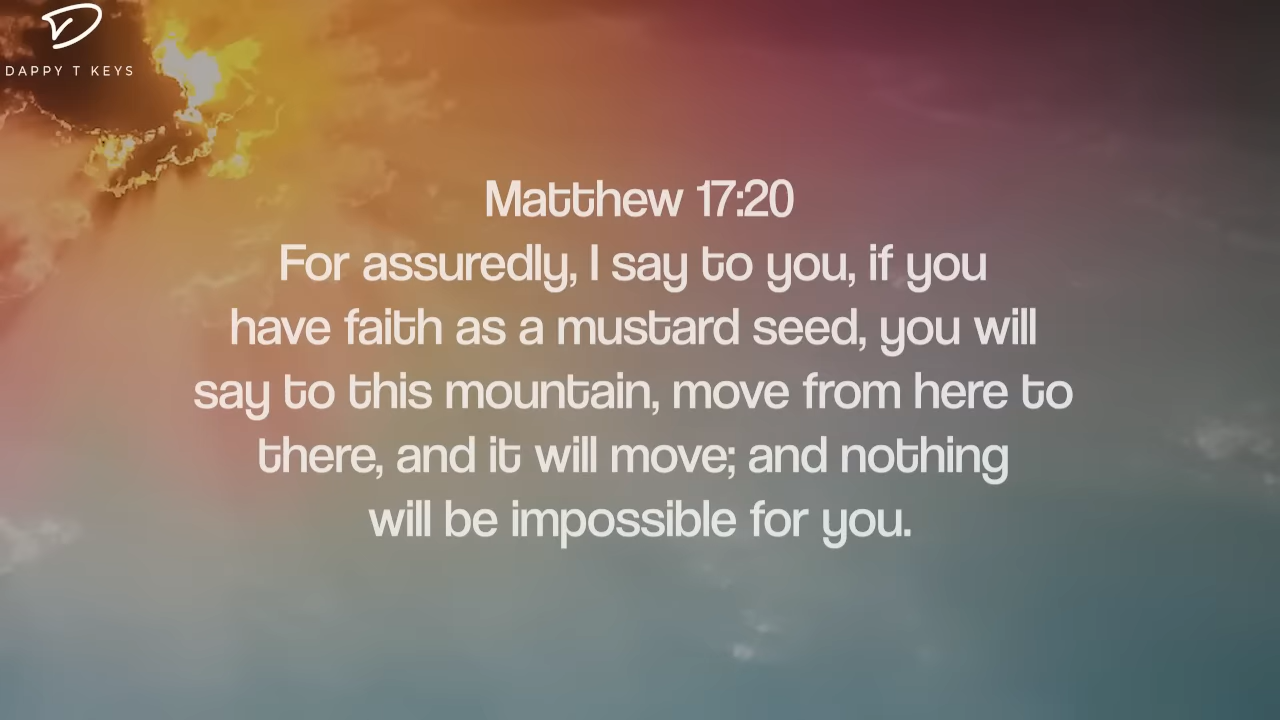 DAPPY T KEYS
Matthew 17:20
For assuredly, I say to you, if you
have faith as a mustard seed, you will
say to this mountain, move from here to
there, and it will move; and nothing
will be impossible for you.